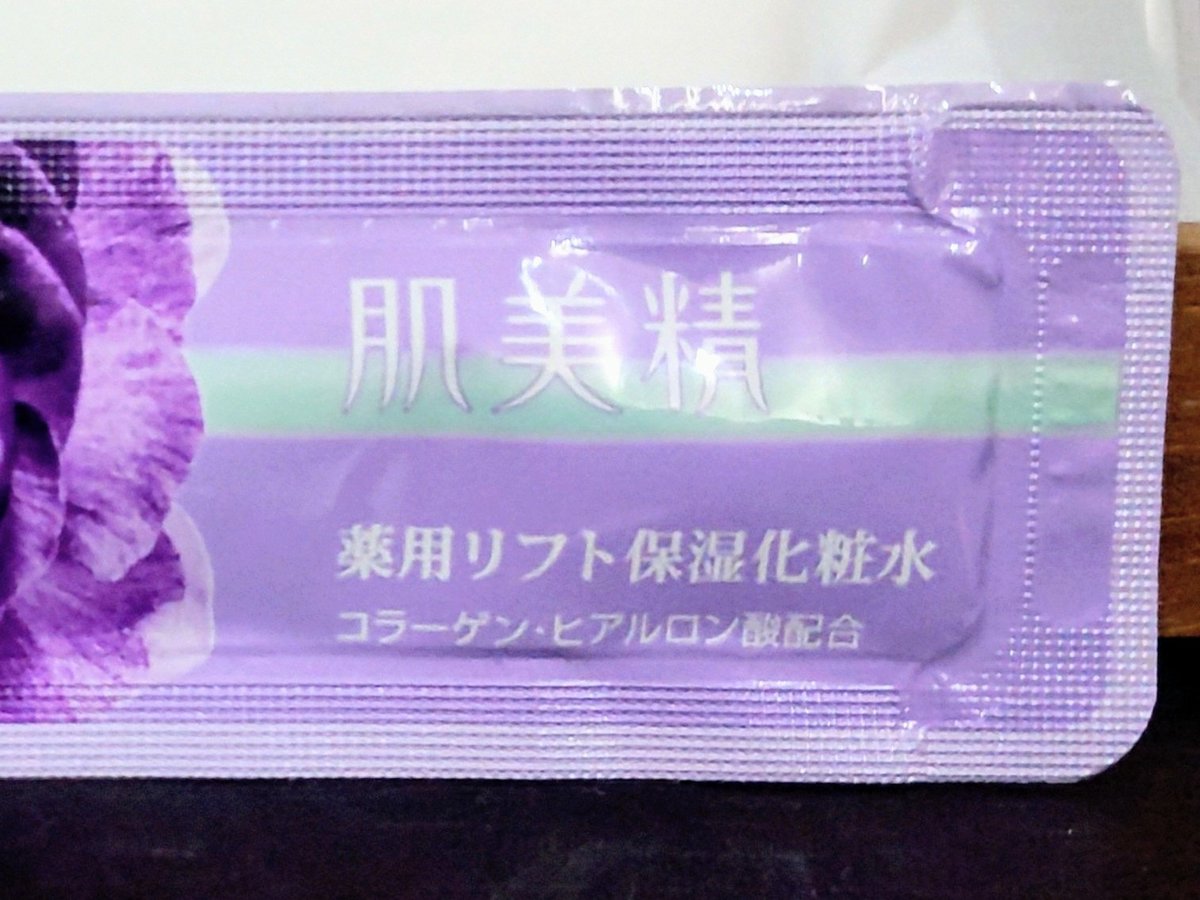 肌美精
薬用リフト保湿化粧水
コラーゲン・ヒアルロン酸配合